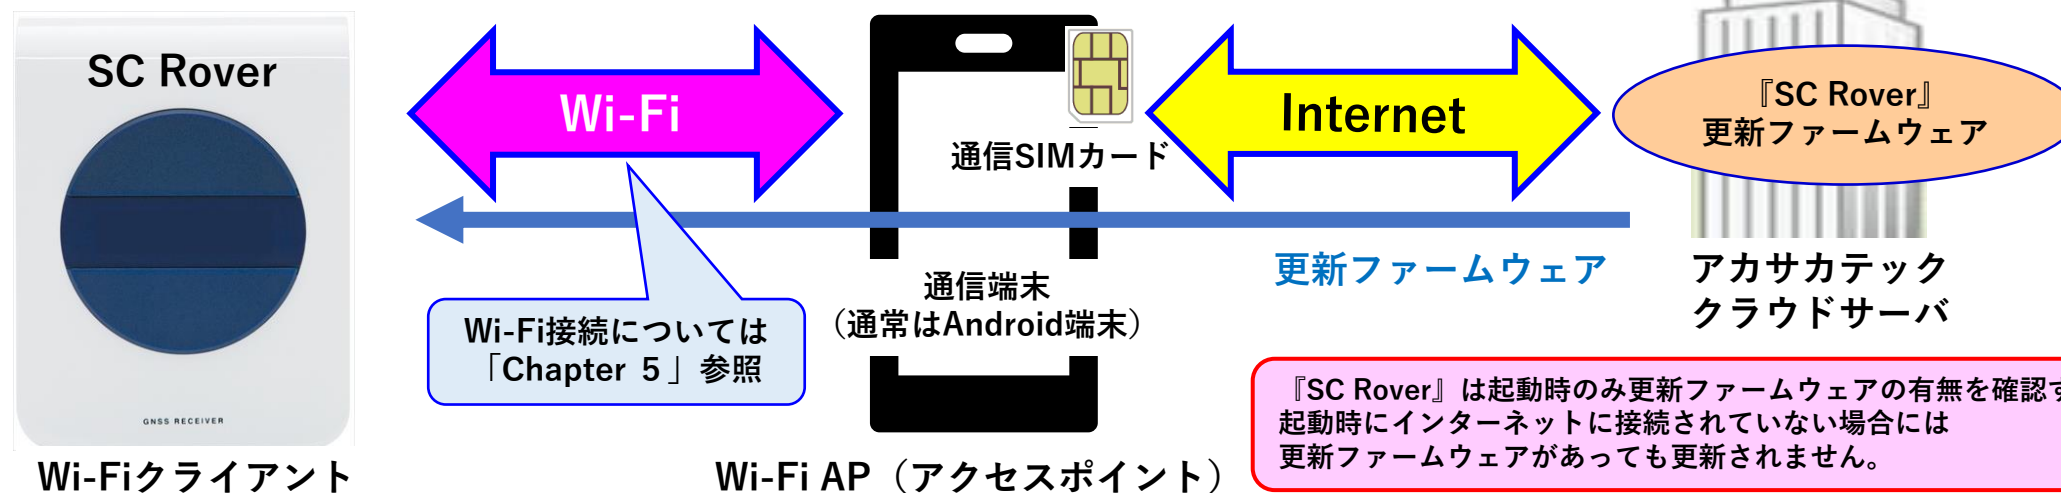 SC Rover
GNSS RECEIVER
Wi-Fiクライアント
Wi-Fi
Wi-Fi接続については
「Chapter 5」参照
通信SIMカード
通信端末
（通常はAndroid端末）
Wi-Fi AP（アクセスポイント）
Internet
更新ファームウェア
『SC Rover』
更新ファームウェア
アカサカテック
クラウドサーバ
『SC Rover』は起動時のみ更新ファームウェアの有無を確認す
起動時にインターネットに接続されていない場合には
更新ファームウェアがあっても更新されません。